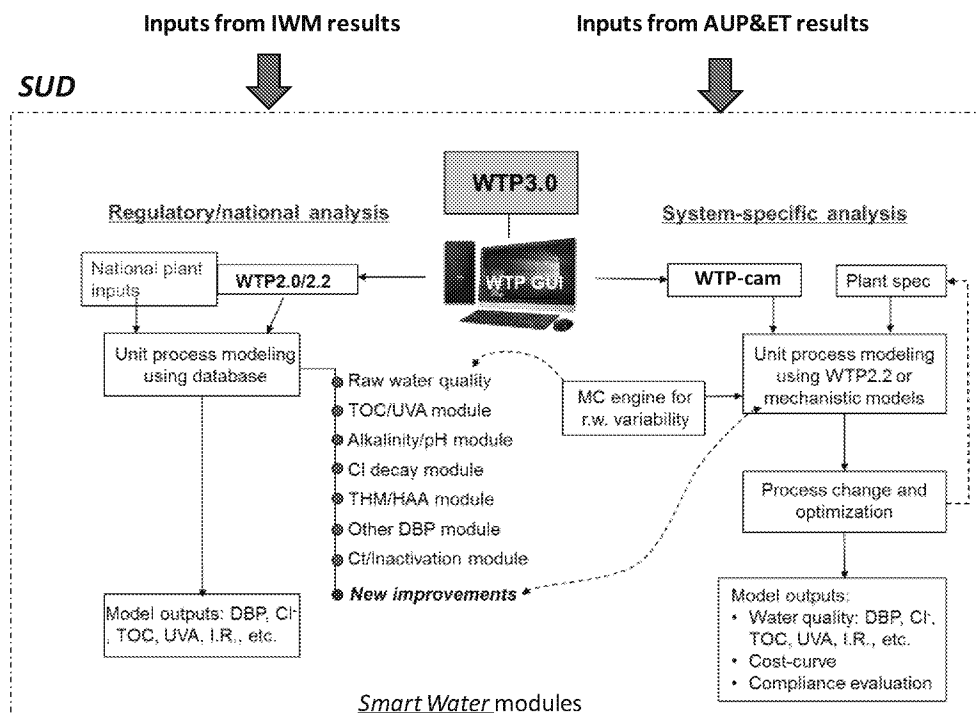 Inputs from IWM results
Inputs from AUP&ET results
SUD
WTP3.0
Regulatory/national analysis
System-specific analysis
National plant
inputs
WTP2.0/2.2
WTP GUI
WTP-cam
Plant spec
Unit process modeling
using database
Raw water quality
TOC/UVA module
Alkalinity/pH module
Cl decay module
THM/HAA module
Other DBP module
Ct/Inactivation module
New improvements
MC engine for
r.w. variability
Unit process modeling
using WTP2.2 or
mechanistic models
Process change and
optimization
Model outputs: DBP, Cl-
, TOC, UVA, I.R., etc.
Model outputs:
• Water quality: DBP, Cl-,
TOC, UVA, I.R., etc.
• Cost-curve
• Compliance evaluation
Smart Water modules